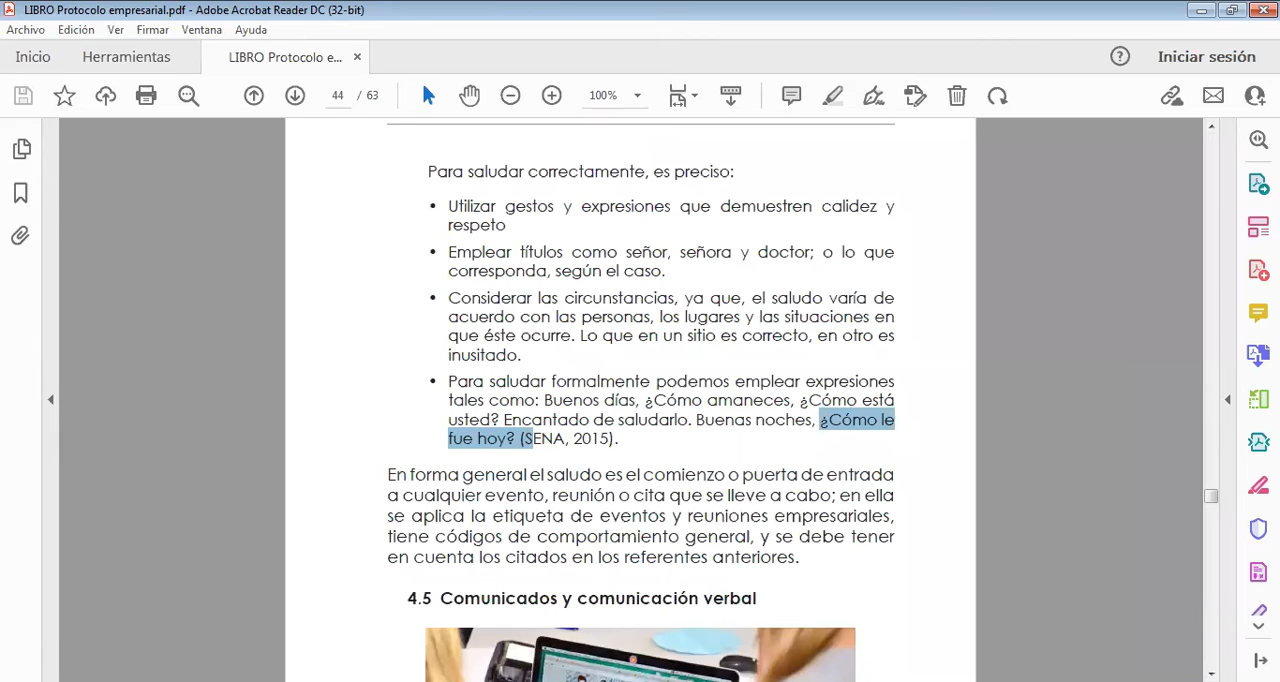 LIBRO Protocolo empresarial.pdf - Adobe Acrobat Reader DC (32-bit)
Archivo Edición Ver Firmar Ventana Ayuda
Inicio Herramientas LIBRO Protocolo e... × Iniciar sesión
44 / 63 100%
Para saludar correctamente, es preciso:
• Utilizar gestos y expresiones que demuestren calidez y
respeto
• Emplear títulos como señor, señora y doctor; o lo que
corresponda, según el caso.
• Considerar las circunstancias, ya que, el saludo varía de
acuerdo con las personas, los lugares y las situaciones en
que éste ocurre. Lo que en un sitio es correcto, en otro es
inusitado.
• Para saludar formalmente podemos emplear expresiones
tales como: Buenos días, ¿Cómo amaneces, ¿Cómo está
usted? Encantado de saludarlo. Buenas noches, ¿Cómo le
fue hoy? (SENA, 2015).
En forma general el saludo es el comienzo o puerta de entrada
a cualquier evento, reunión o cita que se lleve a cabo; en ella
se aplica la etiqueta de eventos y reuniones empresariales,
tiene códigos de comportamiento general, y se debe tener
en cuenta los citados en los referentes anteriores.
4.5 Comunicados y comunicación verbal